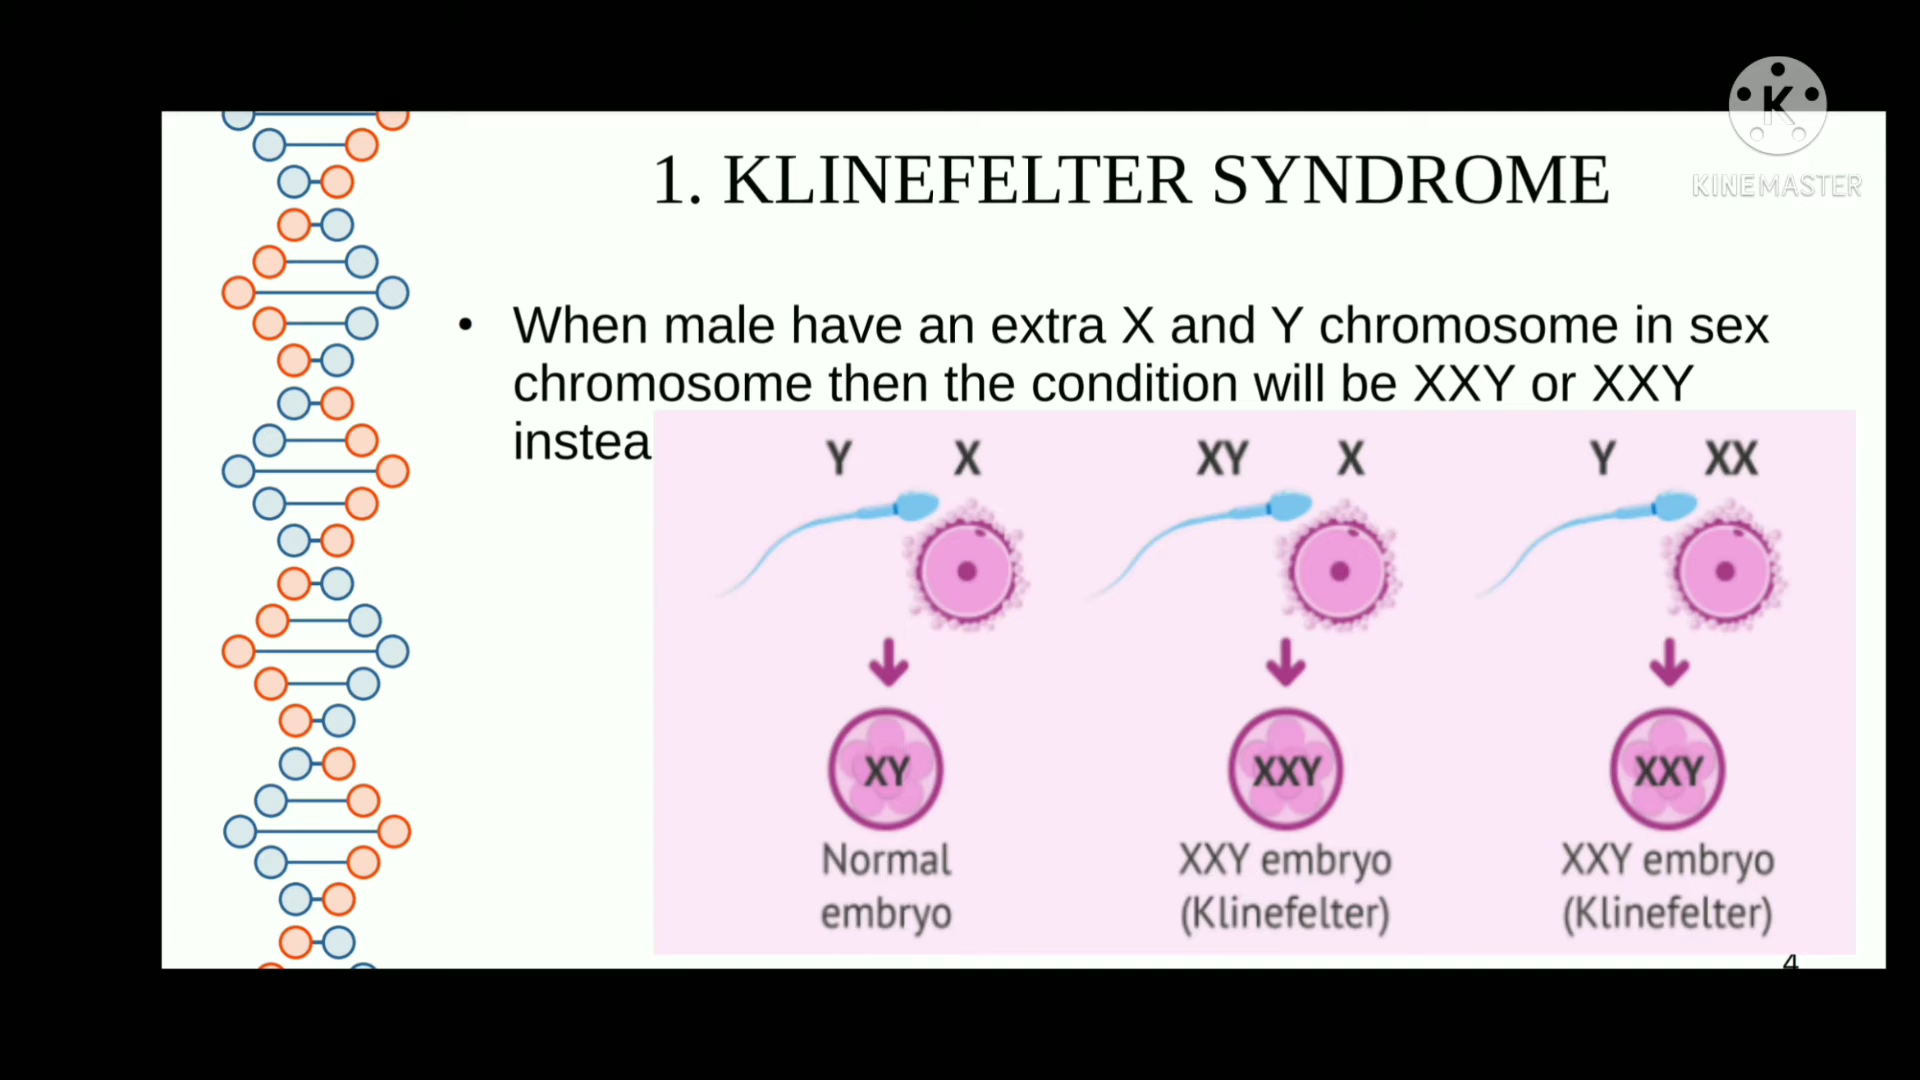 K
KINEMASTER
1. KLINEFELTER SYNDROME
• When male have an extra X and Y chromosome in sex
chromosome then the condition will be XXY or XXY
instea
Y X XY X Y XX
XY XXY XXY
Normal embryo
XXY embryo (Klinefelter)
XXY embryo (Klinefelter)
4